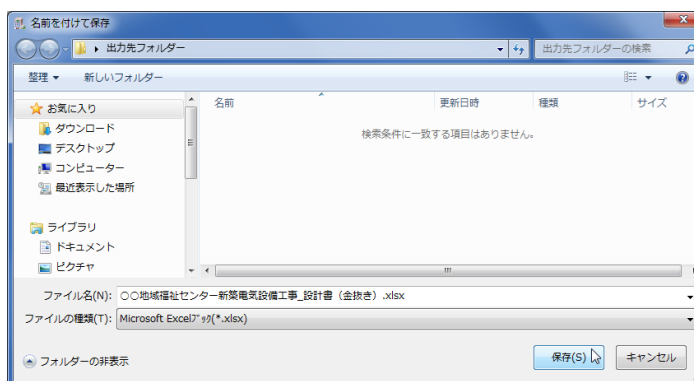 名前を付けて保存
出力先フォルダー
出力先フォルダーの検索
整理 新しいフォルダー
名前 更新日時 種類 サイズ
お気に入り
検索条件に一致する項目はありません。
ダウンロード
デスクトップ
コンピューター
最近表示した場所
ライブラリ
ドキュメント
ピクチャ
ファイル名(N): 〇〇地域福祉センター新築電気設備工事_設計書（金抜き）.xlsx
ファイルの種類(T): Microsoft Excelブック(*.xlsx)
フォルダーの非表示 保存(S) キャンセル